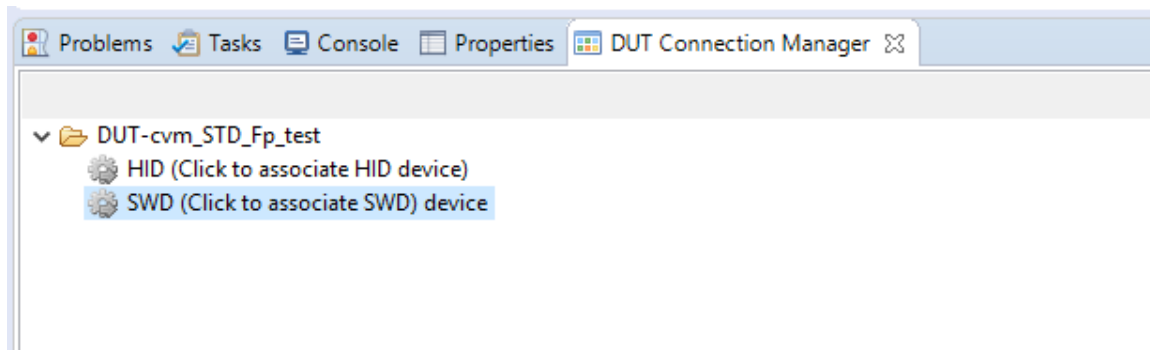 Problems Tasks Console Properties DUT Connection Manager
DUT-cvm_STD_Fp_test
HID (Click to associate HID device)
SWD (Click to associate SWD) device